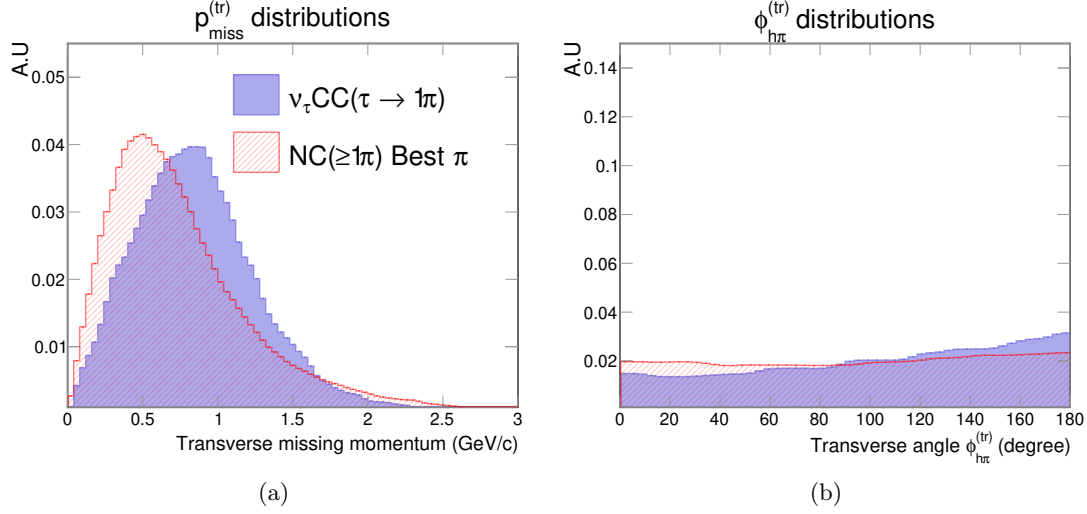 p_miss^(tr) distributions
A.U
0.05
0.04
0.03
0.02
0.01
ν_τCC(τ → 1π)
NC(≥1π) Best π
0 0.5 1 1.5 2 2.5 3
Transverse missing momentum (GeV/c)
(a)
ϕ_hπ^(tr) distributions
A.U
0.14
0.12
0.1
0.08
0.06
0.04
0.02
0 20 40 60 80 100 120 140 160 180
Transverse angle ϕ_hπ^(tr) (degree)
(b)